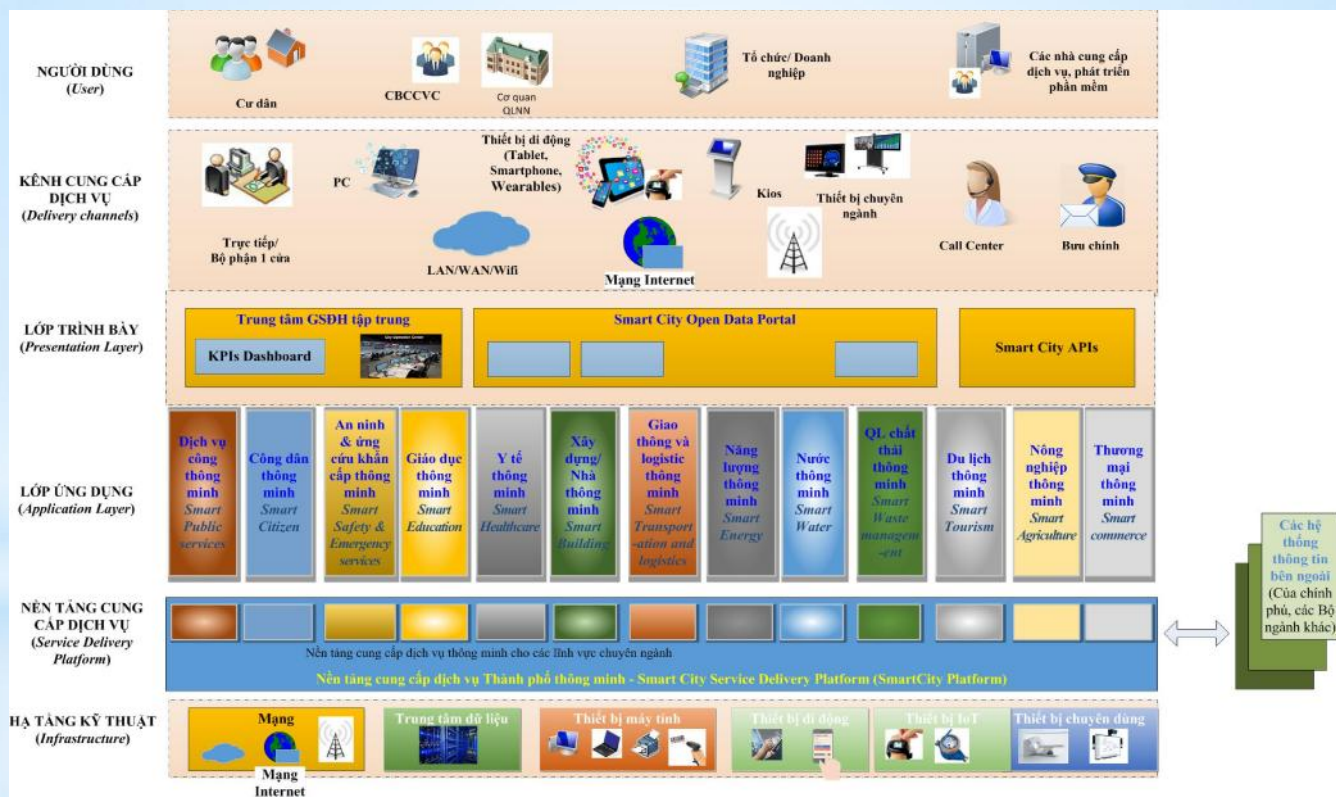 NGƯỜI DÙNG
(User)
Cư dân
CBCCVC
Cơ quan
QLNN
Tổ chức/ Doanh
nghiệp
Các nhà cung cấp
dịch vụ, phát triển
phần mềm
KÊNH CUNG CẤP
DỊCH VỤ
(Delivery channels)
Trực tiếp/
Bộ phận 1 cửa
PC
Thiết bị di động
(Tablet,
Smartphone,
Wearables)
Kios
Thiết bị chuyên
ngành
LAN/WAN/Wifi
Mạng Internet
Call Center
Bưu chính
LỚP TRÌNH BÀY
(Presentation Layer)
Trung tâm GSĐH tập trung
KPIs Dashboard
Smart City Open Data Portal
Smart City APIs
LỚP ỨNG DỤNG
(Application Layer)
Dịch vụ
công
thông
minh
Smart
Public
services
Công dân
thông
minh
Smart
Citizen
An ninh
& ứng
cứu khẩn
cấp thông
minh
Smart
Safety &
Emergency
services
Giáo dục
thông
minh
Smart
Education
Y tế
thông
minh
Smart
Healthcare
Xây
dựng/
Nhà
thông
minh
Smart
Building
Giao
thông và
logistic
thông
minh
Smart
Transport
-ation and
logistics
Năng
lượng
thông
minh
Smart
Energy
Nước
thông
minh
Smart
Water
QL chất
thải
thông
minh
Smart
Waste
managem
-ent
Du lịch
thông
minh
Smart
Tourism
Nông
nghiệp
thông
minh
Smart
Agriculture
Thương
mại
thông
minh
Smart
commerce
Các hệ
thống
thông tin
bên ngoài
(Của chính
phủ, các Bộ
ngành khác)
NỀN TẢNG CUNG
CẤP DỊCH VỤ
(Service Delivery
Platform)
Nền tảng cung cấp dịch vụ thông minh cho các lĩnh vực chuyên ngành
Nền tảng cung cấp dịch vụ Thành phố thông minh - Smart City Service Delivery Platform (SmartCity Platform)
HẠ TẦNG KỸ THUẬT
(Infrastructure)
Mạng
Mạng
Internet
Trung tâm dữ liệu
Thiết bị máy tính
Thiết bị di động
Thiết bị IoT
Thiết bị chuyên dùng